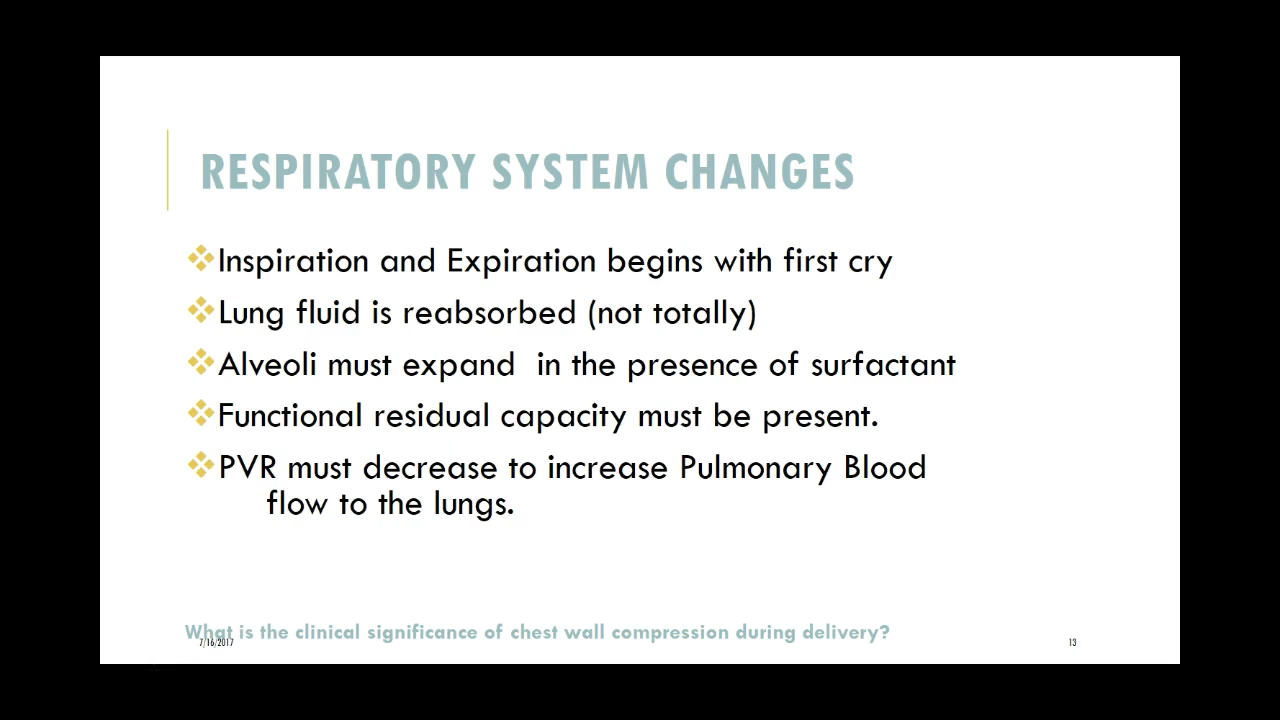 RESPIRATORY SYSTEM CHANGES
❖Inspiration and Expiration begins with first cry
❖Lung fluid is reabsorbed (not totally)
❖Alveoli must expand  in the presence of surfactant
❖Functional residual capacity must be present.
❖PVR must decrease to increase Pulmonary Blood
flow to the lungs.
What is the clinical significance of chest wall compression during delivery?
7/16/2017
13